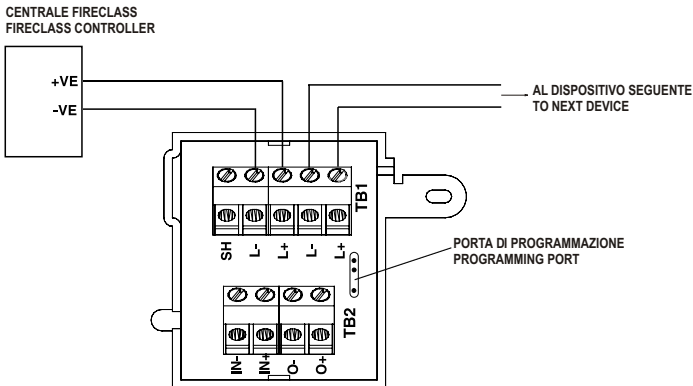 CENTRALE FIRECLASS
FIRECLASS CONTROLLER
+VE
-VE
AL DISPOSITIVO SEGUENTE
TO NEXT DEVICE
TB1
SH
L-
L+
L-
L+
PORTA DI PROGRAMMAZIONE
PROGRAMMING PORT
TB2
IN-
IN+
O-
O+